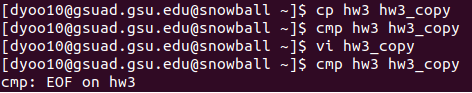 [dyoo10@gsuad.gsu.edu@snowball ~]$ cp hw3 hw3_copy
[dyoo10@gsuad.gsu.edu@snowball ~]$ cmp hw3 hw3_copy
[dyoo10@gsuad.gsu.edu@snowball ~]$ vi hw3_copy
[dyoo10@gsuad.gsu.edu@snowball ~]$ cmp hw3 hw3_copy
cmp: EOF on hw3